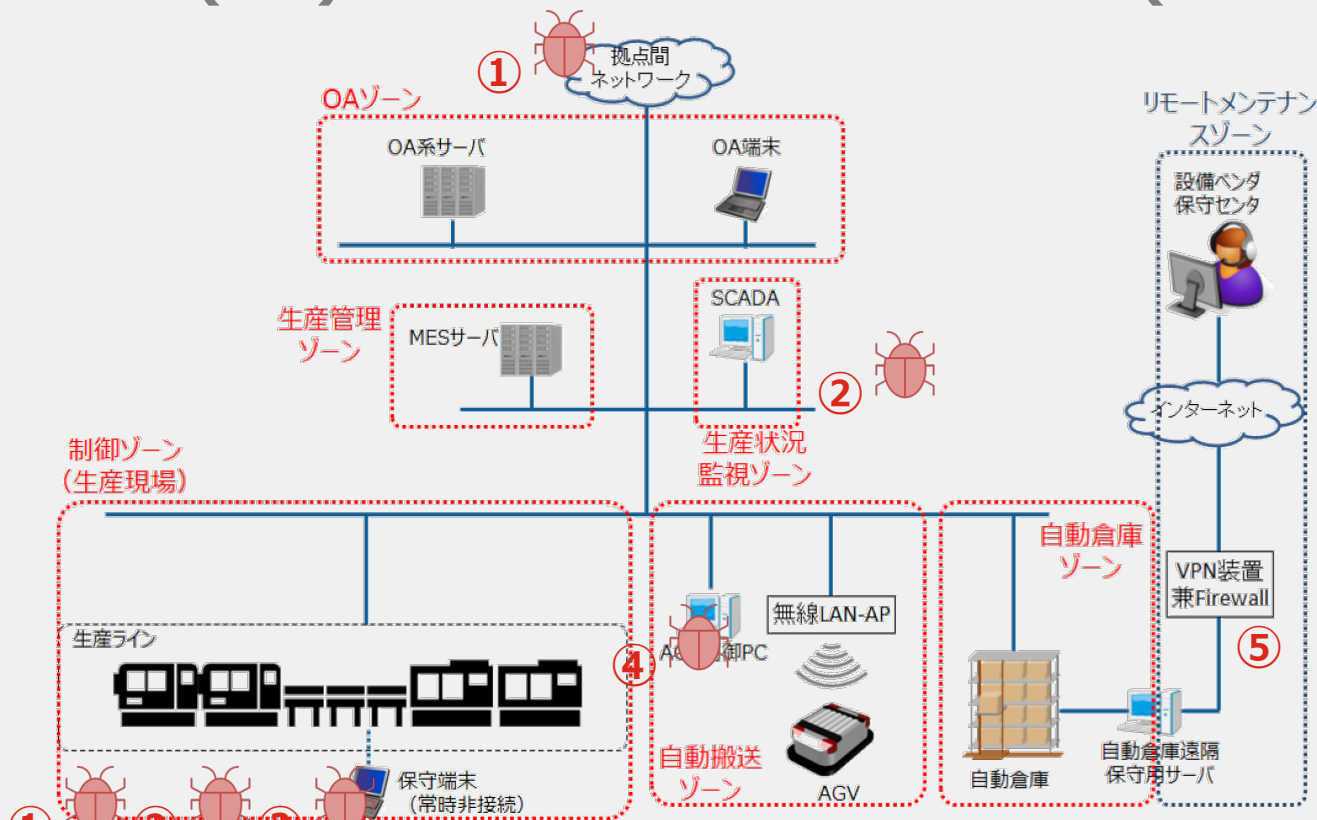 ①
拠点間
ネットワーク
OAゾーン
OA系サーバ
OA端末
リモートメンテナン
スゾーン
設備ベンダ
保守センタ
生産管理
ゾーン
MESサーバ
SCADA
②
生産状況
監視ゾーン
インターネット
制御ゾーン
(生産現場)
自動倉庫
ゾーン
VPN装置
兼Firewall
⑤
生産ライン
④
御PC
無線LAN-AP
自動搬送
ゾーン
AGV
自動倉庫
自動倉庫遠隔
保守用サーバ
保守端末
(常時非接続)